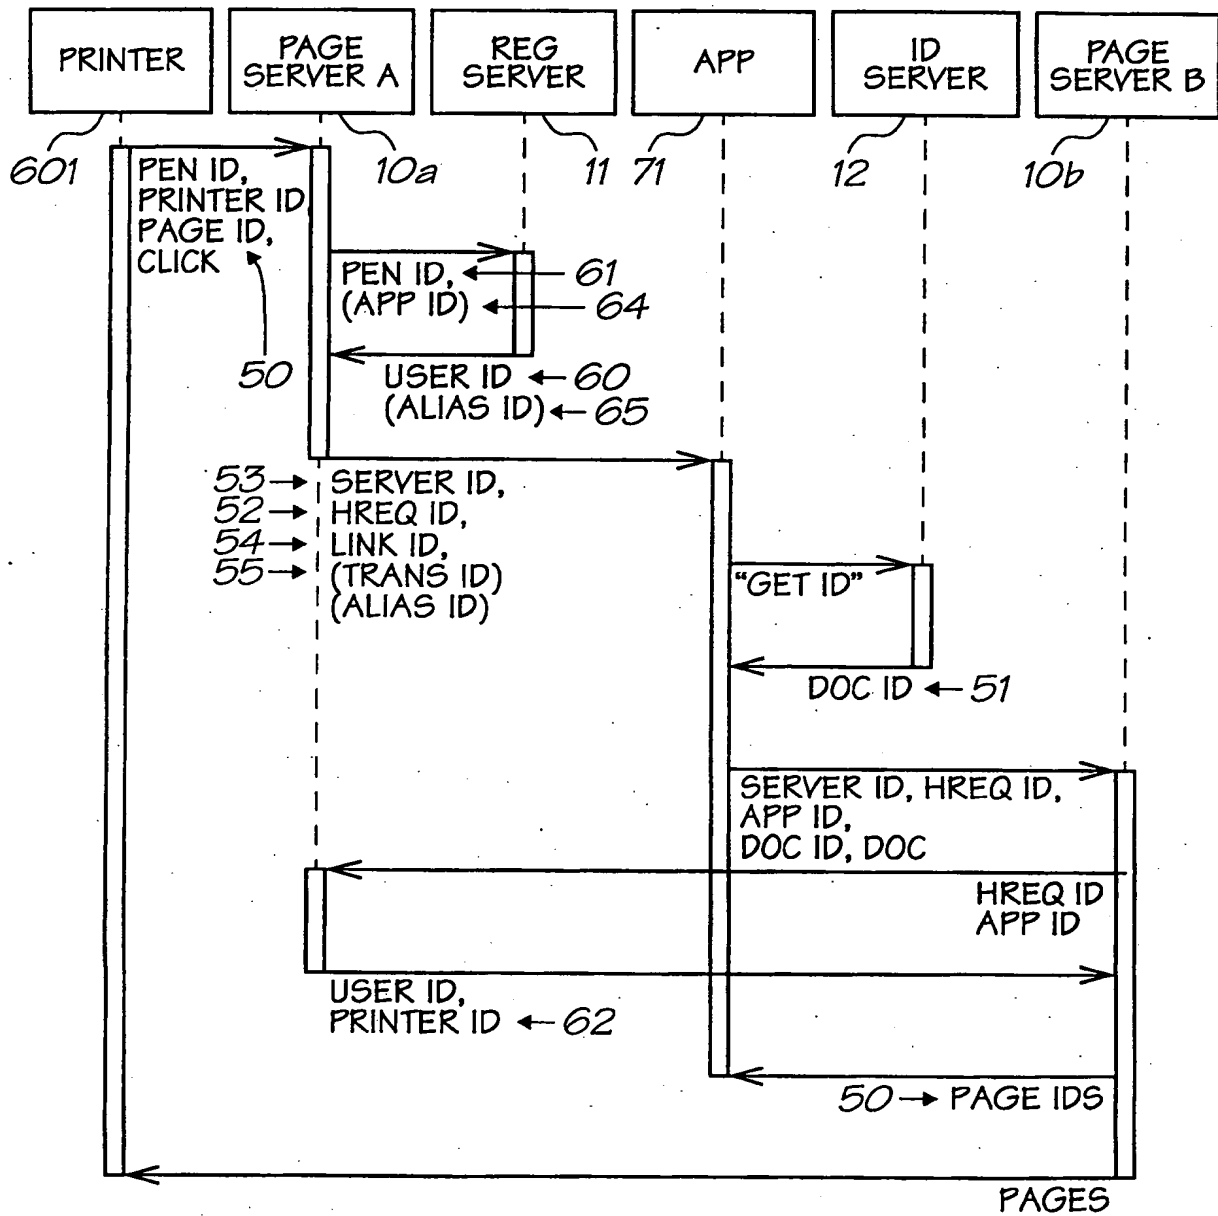 PRINTER
PAGE
SERVER A
REG
SERVER
APP
ID
SERVER
PAGE
SERVER B
601
10a
11
71
12
10b
PEN ID,
PRINTER ID
PAGE ID,
CLICK
50
PEN ID, 61
(APP ID) 64
USER ID 60
(ALIAS ID) 65
53 SERVER ID,
52 HREQ ID,
54 LINK ID,
55 (TRANS ID)
(ALIAS ID)
"GET ID"
DOC ID 51
SERVER ID, HREQ ID,
APP ID,
DOC ID, DOC
HREQ ID
APP ID
USER ID,
PRINTER ID 62
50 PAGE IDS
PAGES